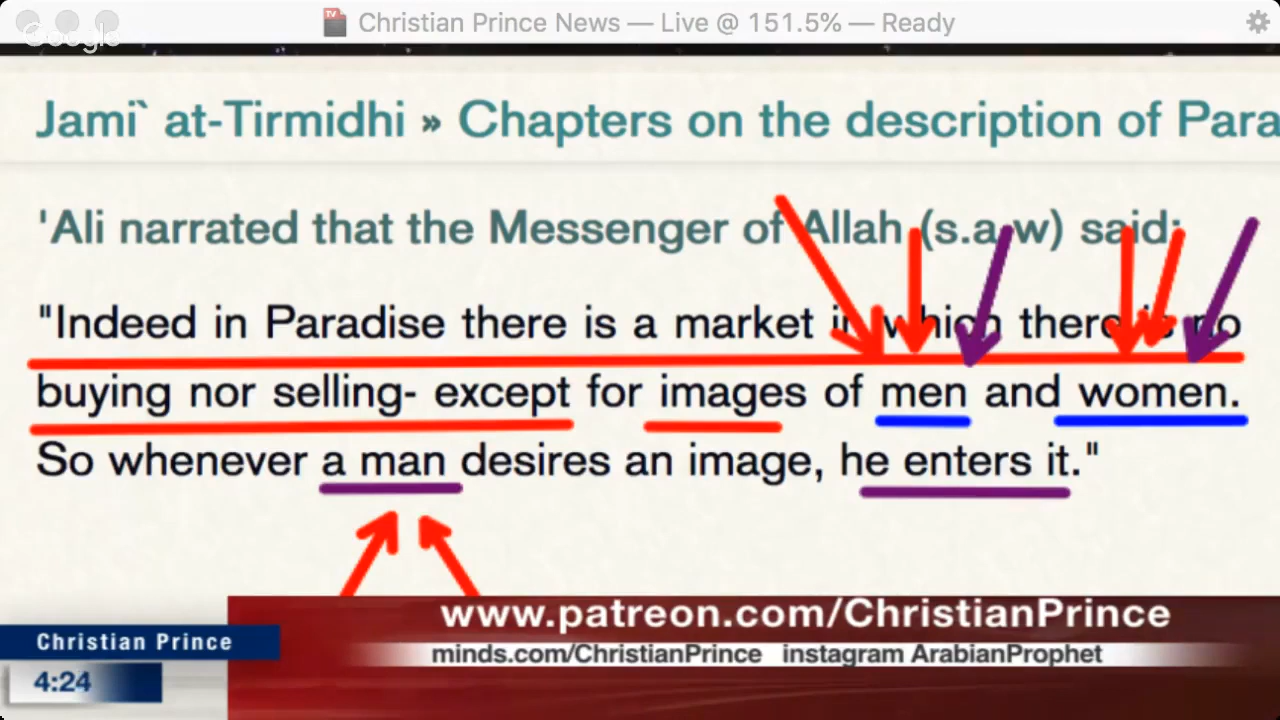 Christian Prince News — Live @ 151.5% — Ready
Google
Jami` at-Tirmidhi » Chapters on the description of Para
'Ali narrated that the Messenger of Allah (s.a.w) said:
"Indeed in Paradise there is a market in which there is no
buying nor selling- except for images of men and women.
So whenever a man desires an image, he enters it."
www.patreon.com/ChristianPrince
Christian Prince
minds.com/ChristianPrince instagram ArabianProphet
4:24